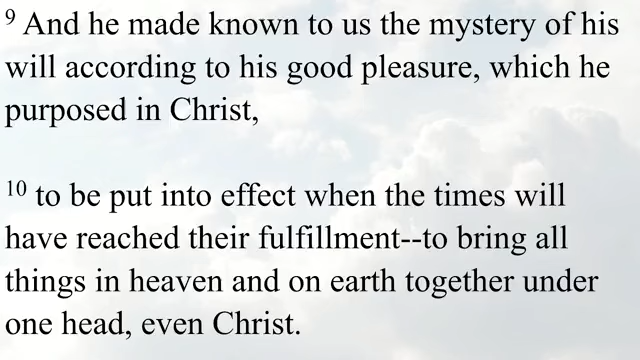 9 And he made known to us the mystery of his
will according to his good pleasure, which he
purposed in Christ,
10 to be put into effect when the times will
have reached their fulfillment--to bring all
things in heaven and on earth together under
one head, even Christ.